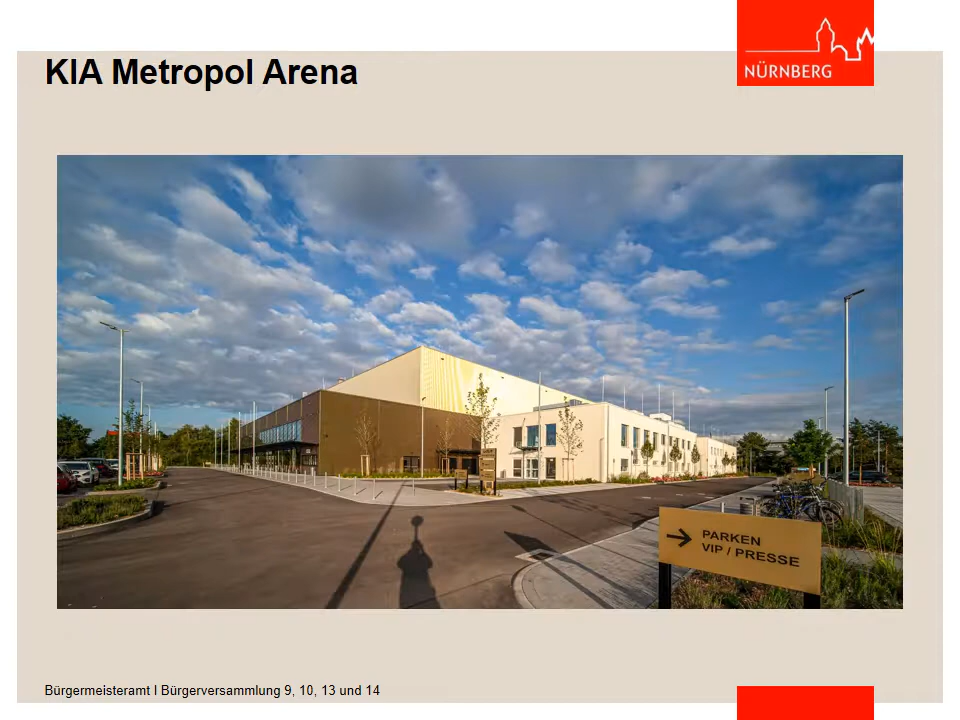 KIA Metropol Arena
NÜRNBERG
PARKEN
VIP / PRESSE
Bürgermeisteramt I Bürgerversammlung 9, 10, 13 und 14